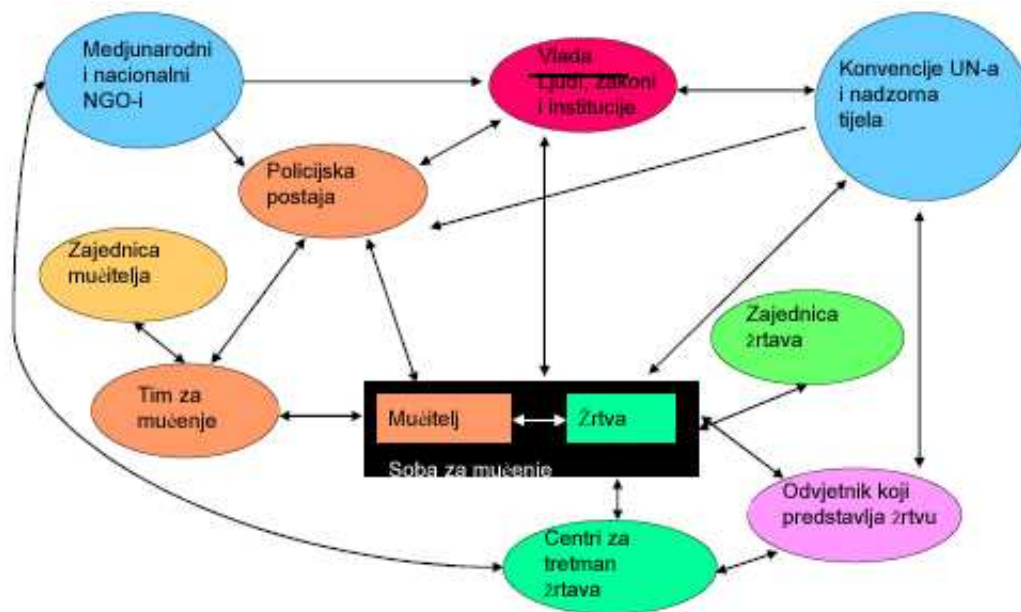 Medjunarodni
i nacionalni
NGO-i
Vlada
Ljudi, zakoni
i institucije
Konvencije UN-a
i nadzorna
tijela
Policijska
postaja
Zajednica
mučitelja
Zajednica
žrtava
Tim za
mučenje
Mučitelj
Žrtva
Soba za mučenje
Odvjetnik koji
predstavlja žrtvu
Centri za
tretman
žrtava